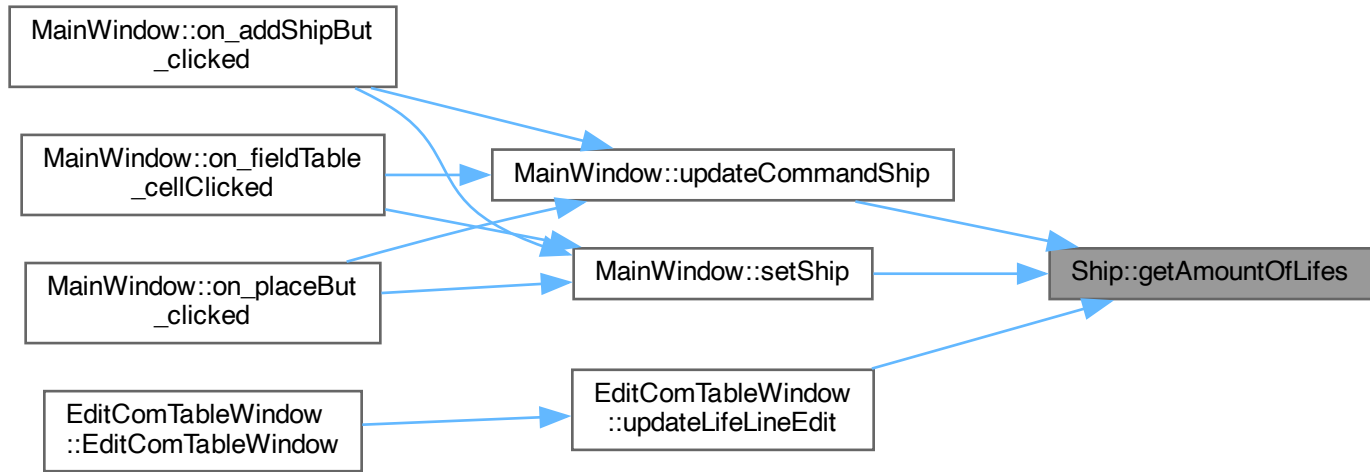 MainWindow::on_addShipBut
_clicked
MainWindow::on_fieldTable
_cellClicked
MainWindow::updateCommandShip
MainWindow::setShip
Ship::getAmountOfLifes
MainWindow::on_placeBut
_clicked
EditComTableWindow
::EditComTableWindow
EditComTableWindow
::updateLifeLineEdit